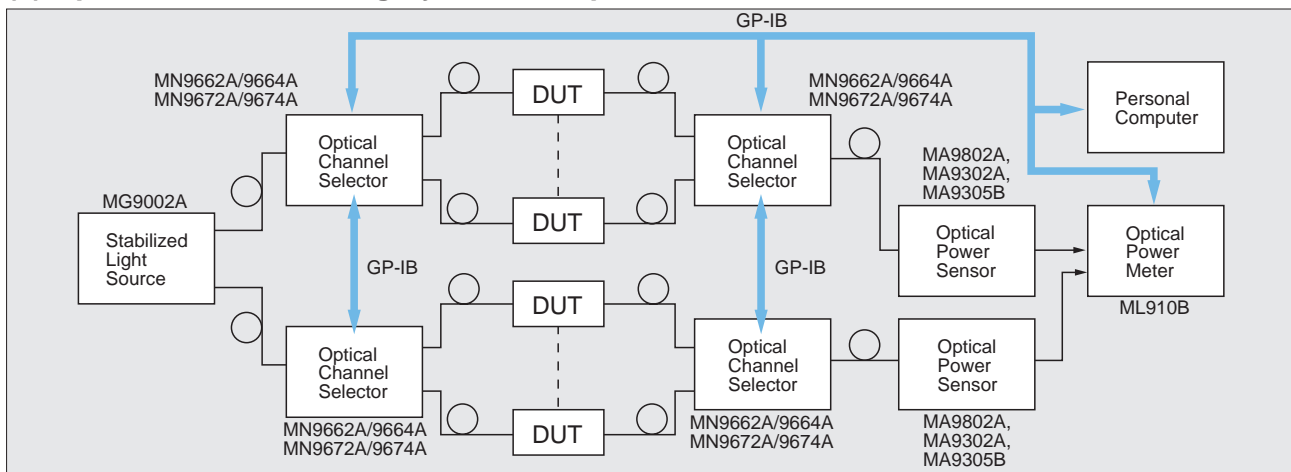 GP-IB
MN9662A/9664A
MN9672A/9674A
MN9662A/9664A
MN9672A/9674A
DUT
Personal
Computer
Optical
Channel
Selector
Optical
Channel
Selector
MA9802A,
MA9302A,
MA9305B
MG9002A
DUT
Stabilized
Light
Source
Optical
Power
Sensor
Optical
Power
Meter
GP-IB
GP-IB
ML910B
DUT
Optical
Channel
Selector
Optical
Channel
Selector
Optical
Power
Sensor
DUT
MN9662A/9664A
MN9672A/9674A
MN9662A/9664A
MN9672A/9674A
MA9802A,
MA9302A,
MA9305B